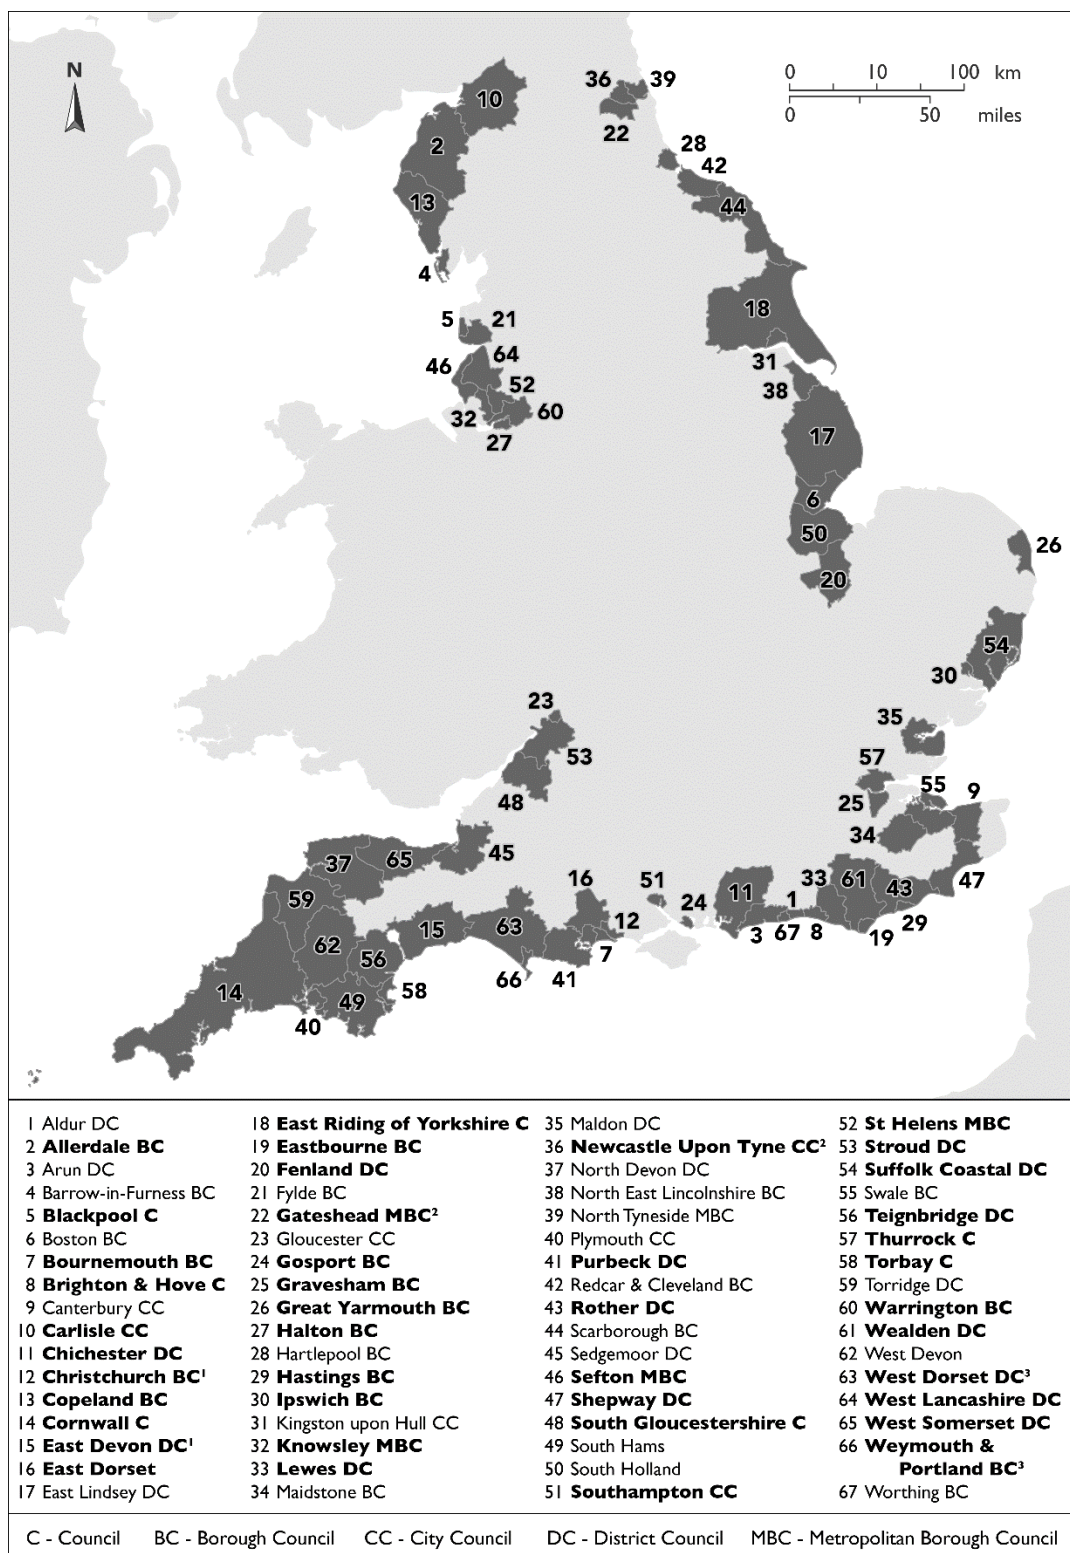 N
0 10 100 km
0 50 miles
36
39
10
22
2
28
42
13
44
4
18
5
21
31
46
64
38
52
32
60
27
17
6
50
26
20
54
30
23
35
53
57
48
55
9
25
34
45
37
65
16
51
33
61
47
59
11
1
43
24
15
63
12
29
62
3
67
8
19
56
7
66
41
58
14
49
40
1 Aldur DC
2 Allerdale BC
3 Arun DC
4 Barrow-in-Furness BC
5 Blackpool C
6 Boston BC
7 Bournemouth BC
8 Brighton & Hove C
9 Canterbury CC
10 Carlisle CC
11 Chichester DC
12 Christchurch BC¹
13 Copeland BC
14 Cornwall C
15 East Devon DC¹
16 East Dorset
17 East Lindsey DC
18 East Riding of Yorkshire C
19 Eastbourne BC
20 Fenland DC
21 Fylde BC
22 Gateshead MBC²
23 Gloucester CC
24 Gosport BC
25 Gravesham BC
26 Great Yarmouth BC
27 Halton BC
28 Hartlepool BC
29 Hastings BC
30 Ipswich BC
31 Kingston upon Hull CC
32 Knowsley MBC
33 Lewes DC
34 Maidstone BC
35 Maldon DC
36 Newcastle Upon Tyne CC²
37 North Devon DC
38 North East Lincolnshire BC
39 North Tyneside MBC
40 Plymouth CC
41 Purbeck DC
42 Redcar & Cleveland BC
43 Rother DC
44 Scarborough BC
45 Sedgemoor DC
46 Sefton MBC
47 Shepway DC
48 South Gloucestershire C
49 South Hams
50 South Holland
51 Southampton CC
52 St Helens MBC
53 Stroud DC
54 Suffolk Coastal DC
55 Swale BC
56 Teignbridge DC
57 Thurrock C
58 Torbay C
59 Torridge DC
60 Warrington BC
61 Wealden DC
62 West Devon
63 West Dorset DC³
64 West Lancashire DC
65 West Somerset DC
66 Weymouth &
Portland BC³
67 Worthing BC
C - Council BC - Borough Council CC - City Council DC - District Council MBC - Metropolitan Borough Council